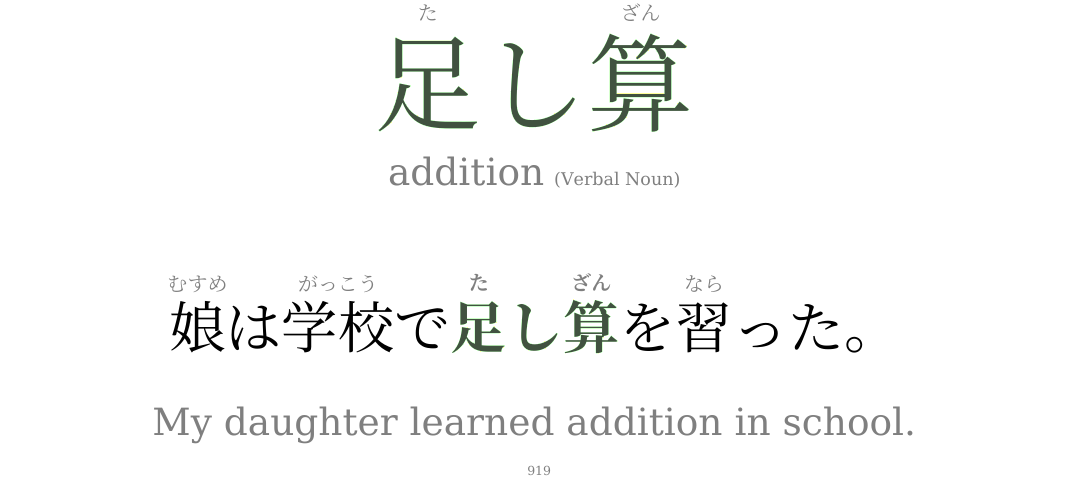 た ざん
足し算
addition (Verbal Noun)
むすめ がっこう た ざん なら
娘は学校で足し算を習った。
My daughter learned addition in school.
919